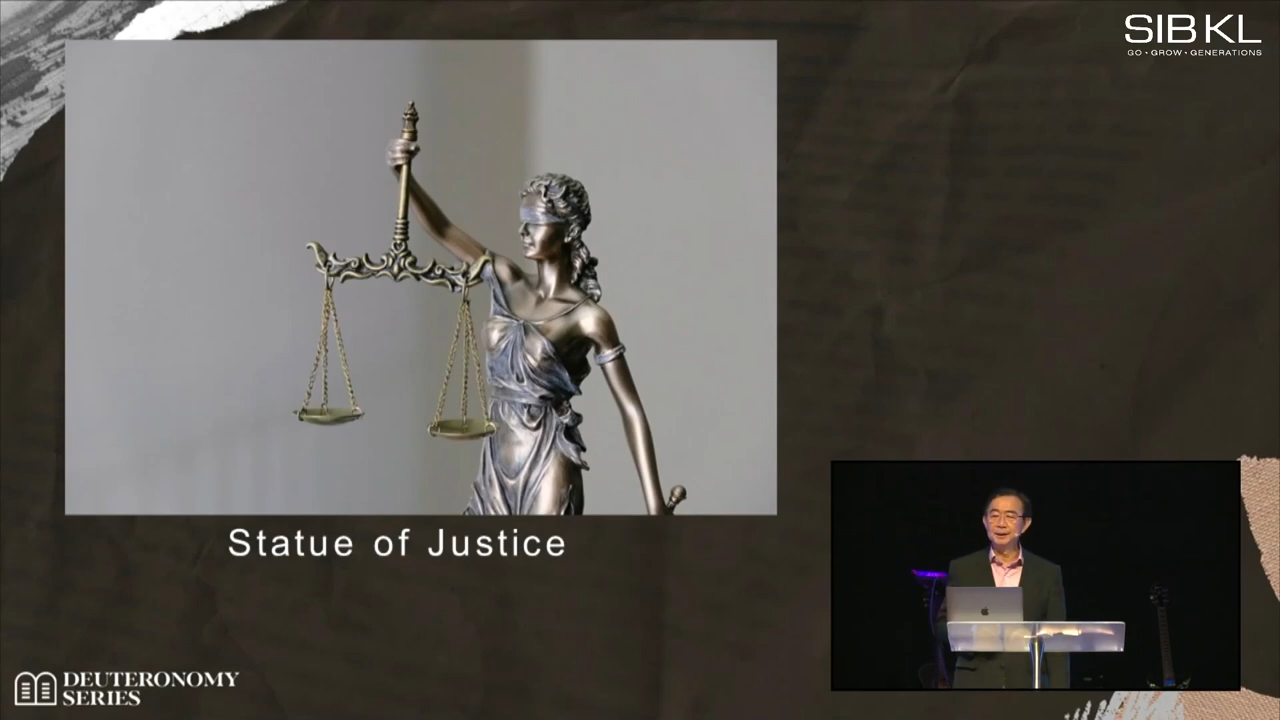 SIBKL
GO • GROW • GENERATIONS
Statue of Justice
DEUTERONOMY
SERIES